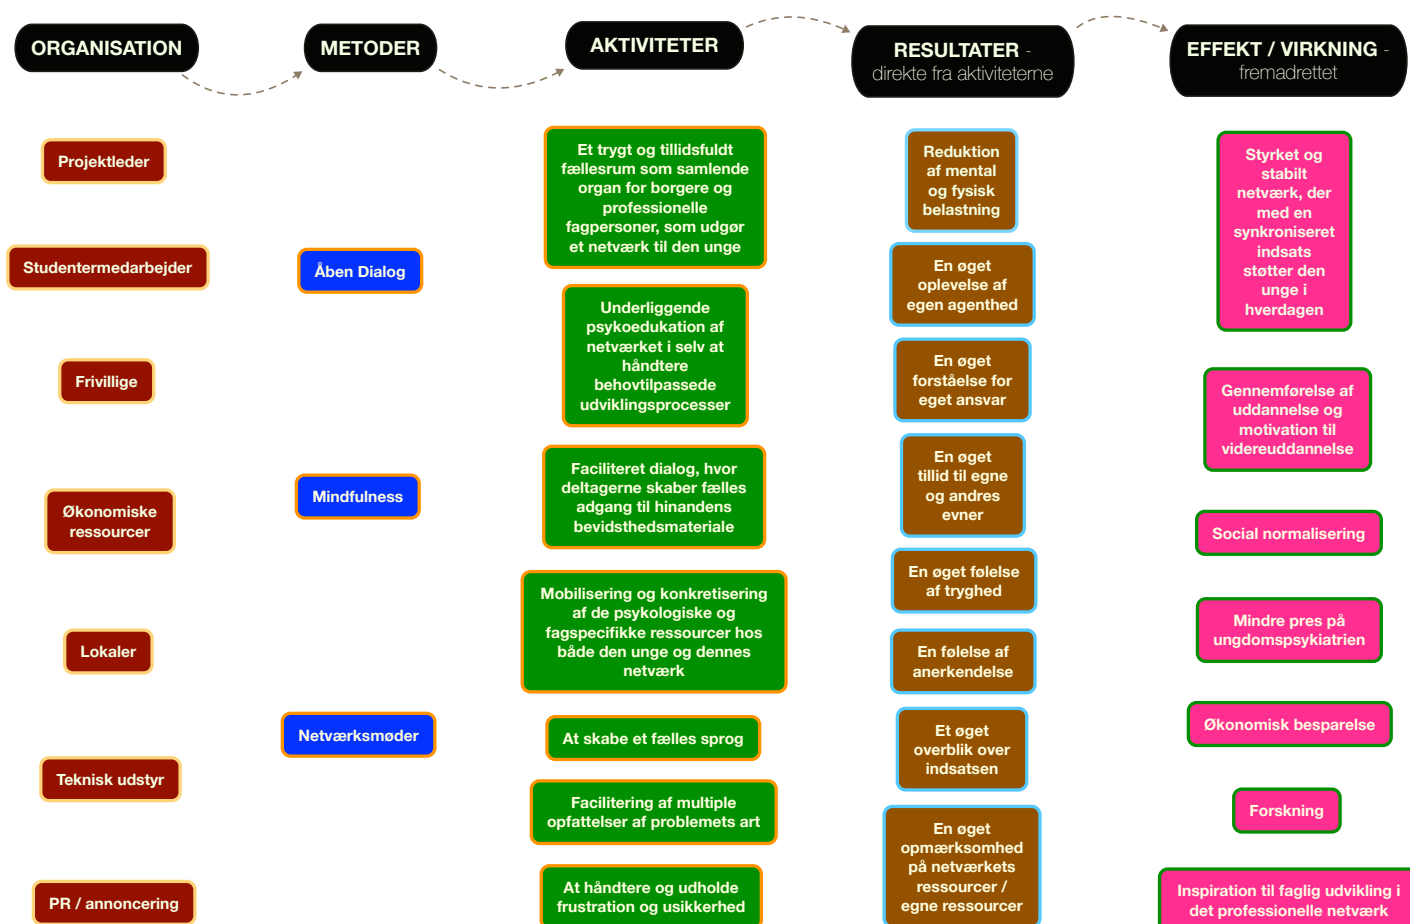 ORGANISATION
METODER
AKTIVITETER
RESULTATER -
direkte fra aktiviteterne
EFFEKT / VIRKNING -
fremadrettet
Projektleder
Studentermedarbejder
Frivillige
Økonomiske
ressourcer
Lokaler
Teknisk udstyr
PR / annoncering
Åben Dialog
Mindfulness
Netværksmøder
Et trygt og tillidsfuldt
fællesrum som samlende
organ for borgere og
professionelle
fagpersoner, som udgør
et netværk til den unge
Underliggende
psykoedukation af
netværket i selv at
håndtere
behovtilpassede
udviklingsprocesser
Faciliteret dialog, hvor
deltagerne skaber fælles
adgang til hinandens
bevidsthedsmateriale
Mobilisering og konkretisering
af de psykologiske og
fagspecifikke ressourcer hos
både den unge og dennes
netværk
At skabe et fælles sprog
Facilitering af multiple
opfattelser af problemets art
At håndtere og udholde
frustration og usikkerhed
Reduktion
af mental
og fysisk
belastning
En øget
oplevelse af
egen agenthed
En øget
forståelse for
eget ansvar
En øget
tillid til egne
og andres
evner
En øget følelse
af tryghed
En følelse af
anerkendelse
Et øget
overblik over
indsatsen
En øget
opmærksomhed
på netværkets
ressourcer /
egne ressourcer
Styrket og
stabilt
netværk, der
med en
synkroniseret
indsats
støtter den
unge i
hverdagen
Gennemførelse af
uddannelse og
motivation til
videreuddannelse
Social normalisering
Mindre pres på
ungdomspsykiatrien
Økonomisk besparelse
Forskning
Inspiration til faglig udvikling i
det professionelle netværk